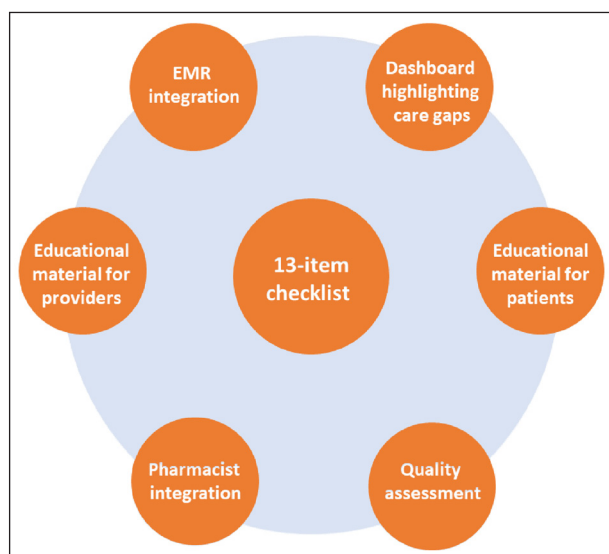 EMR
integration
Dashboard
highlighting
care gaps
Educational
material for
providers
13-item
checklist
Educational
material for
patients
Pharmacist
integration
Quality
assessment